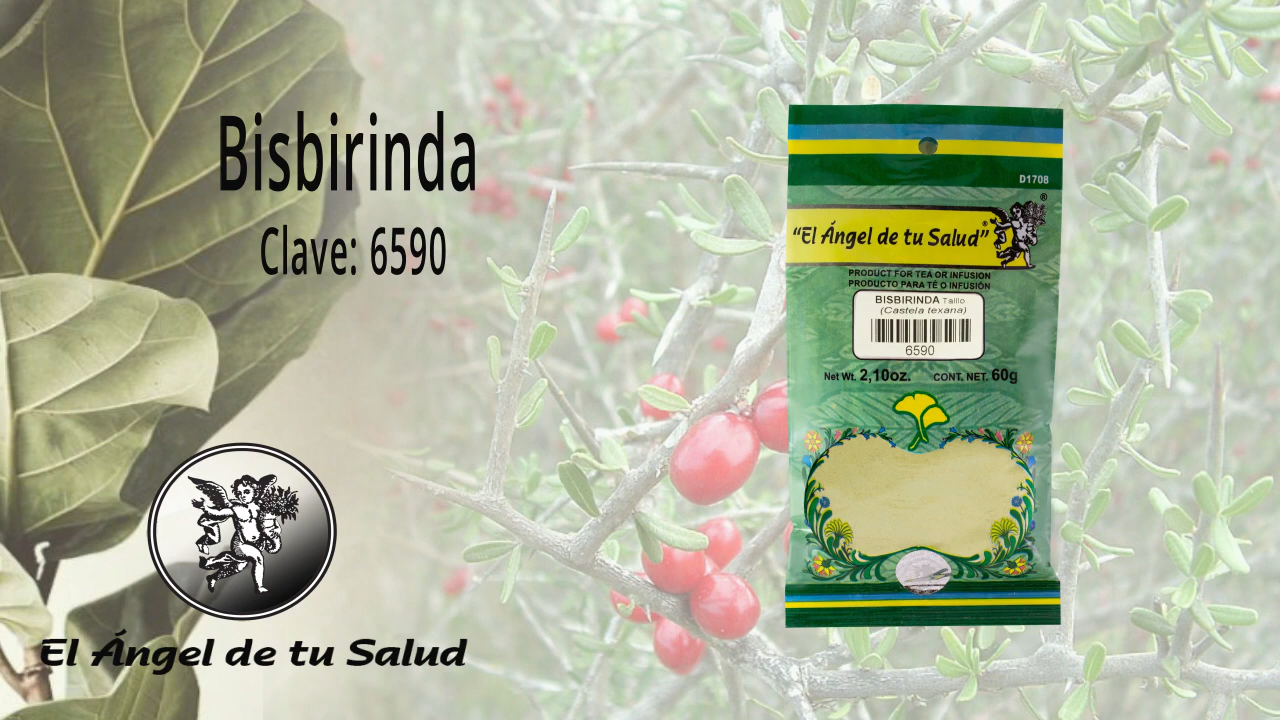 Bisbirinda
Clave: 6590
El Ángel de tu Salud
D1708
"El Ángel de tu Salud"®
PRODUCT FOR TEA OR INFUSION
PRODUCTO PARA TÉ O INFUSIÓN
BISBIRINDA Tallo
(Castela texana)
6590
Net Wt. 2,10oz. CONT. NET. 60g